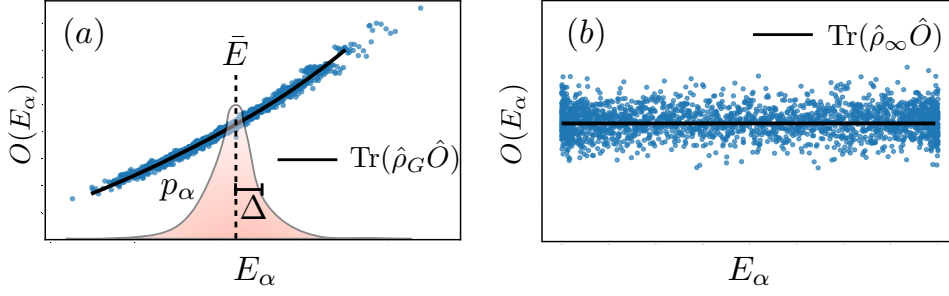 (a)
Ē
O(E_α)
Tr(ρ̂_G Ô)
p_α
Δ
E_α
(b)
Tr(ρ̂_∞ Ô)
O(E_α)
E_α